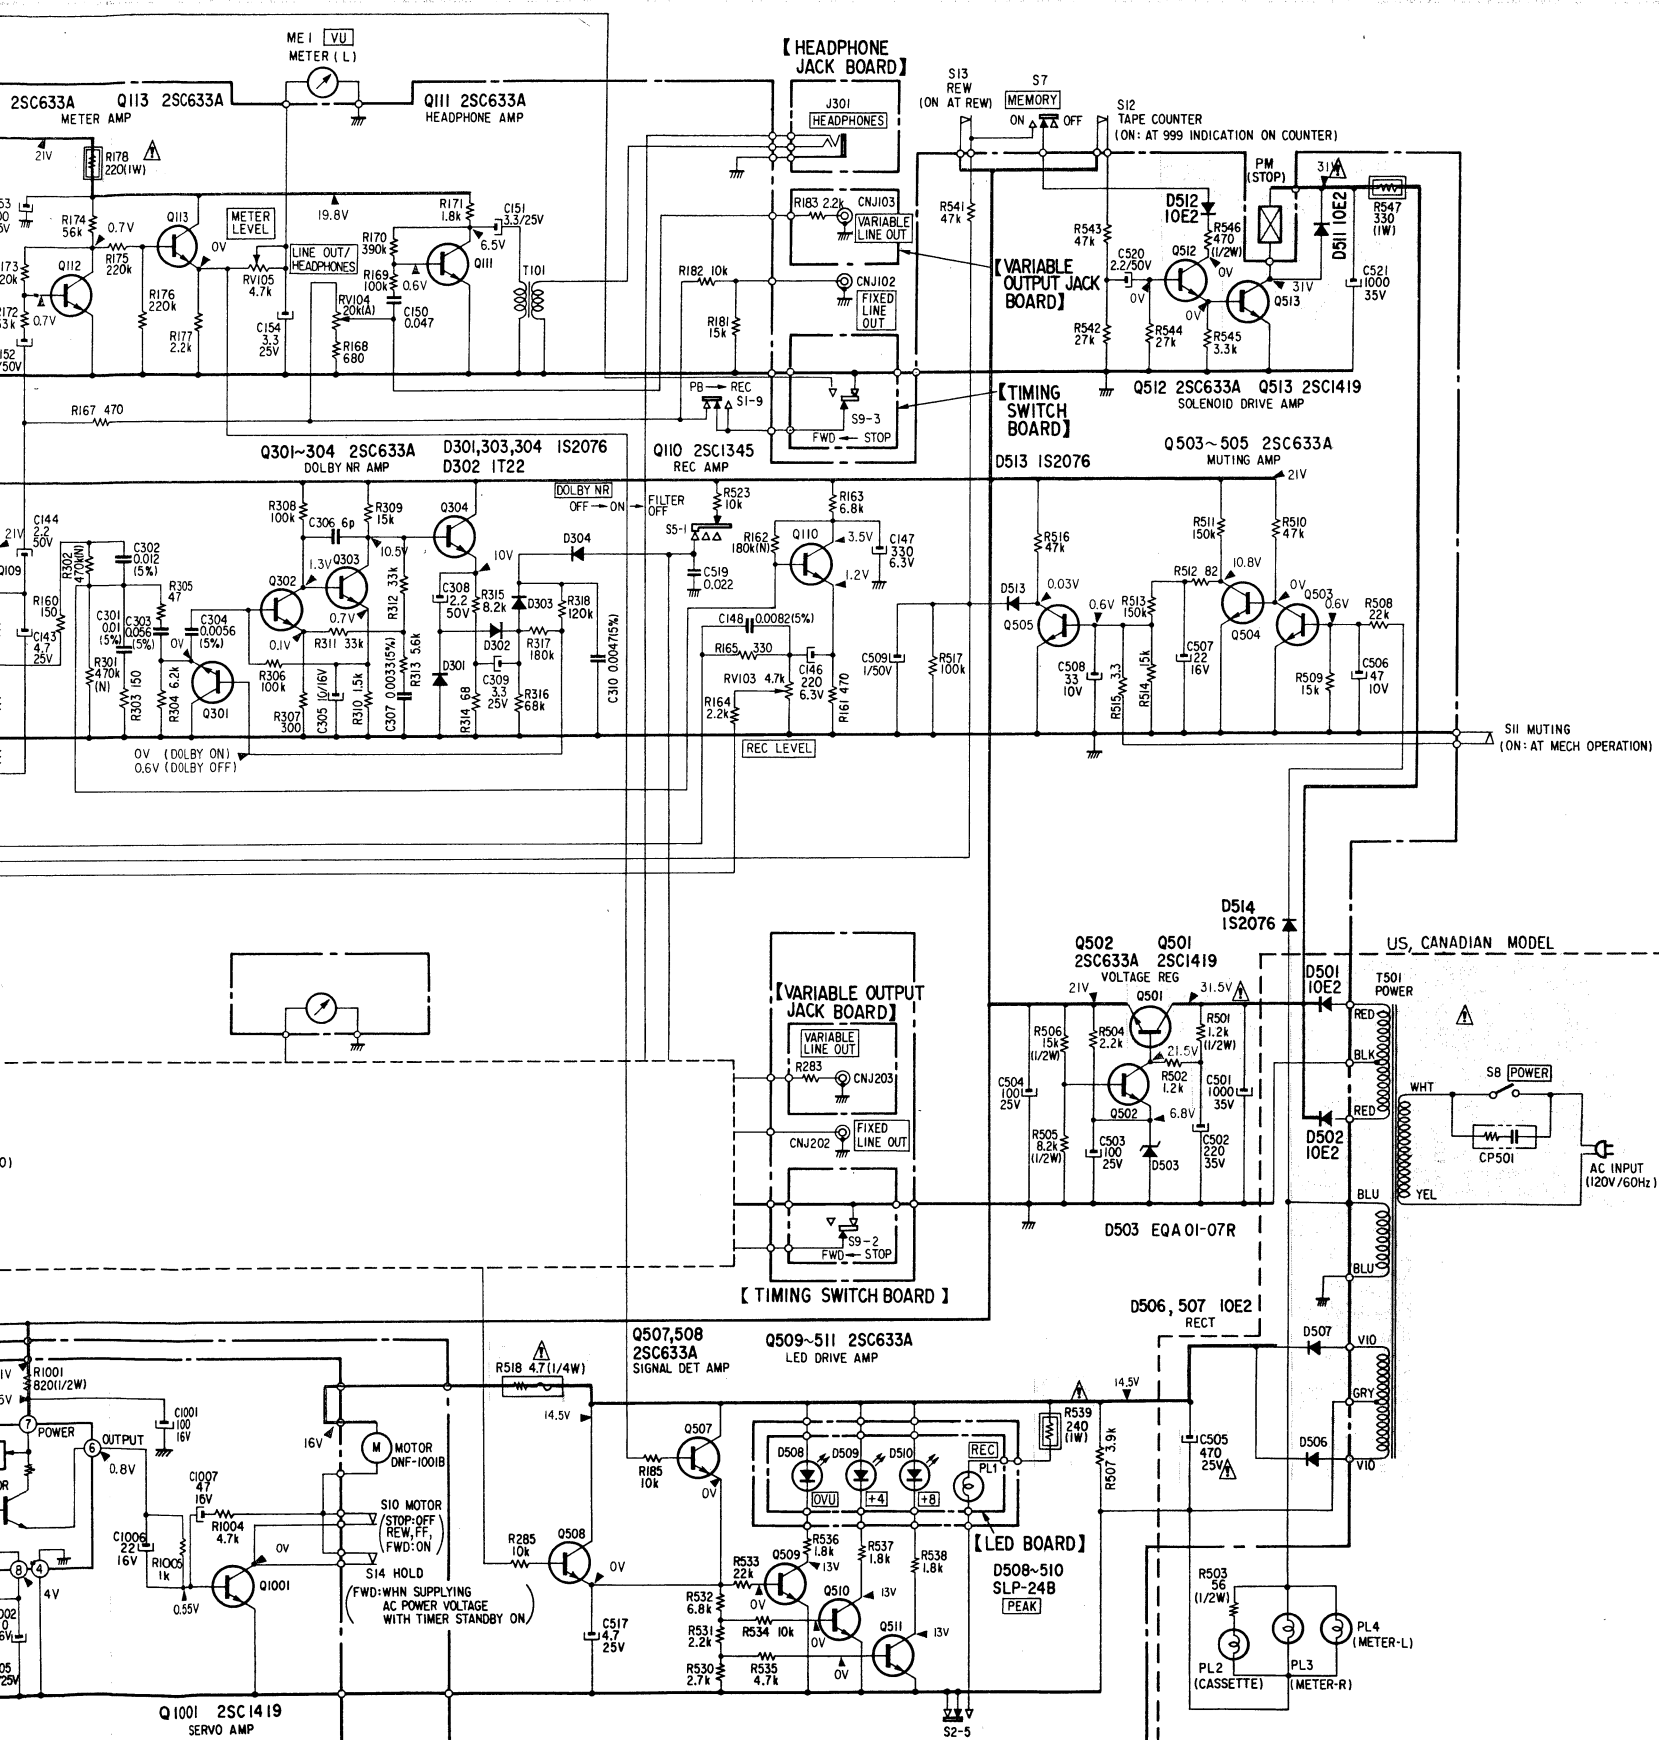 ME1 VU
METER (L)
2SC633A Q113 2SC633A
METER AMP
Q111 2SC633A
HEADPHONE AMP
【HEADPHONE
JACK BOARD】
J301
HEADPHONES
S13
REW
(ON AT REW)
S7
MEMORY
ON OFF
S12
TAPE COUNTER
(ON: AT 999 INDICATION ON COUNTER)
21V
R178
220(1W)
R174
56k
0.7V
Q113
R175
220k
0V
METER
LEVEL
19.8V
LINE OUT/
HEADPHONES
R171
1.8k
C151
3.3/25V
6.5V
R170
390k
R169
100k
Q111
0.6V
C150
0.047
T101
Q112
0.7V
R176
220k
R177
2.2k
RV105
4.7k
C154
3.3
25V
RV104
20k(A)
R168
680
R183 2.2k
CNJ103
VARIABLE
LINE OUT
R182 10k
CNJ102
FIXED
LINE
OUT
R181
15k
【VARIABLE
OUTPUT JACK
BOARD】
R541
47k
R543
47k
C520
2.2/50V
0V
R542
27k
R544
27k
D512
10E2
R546
470
(1/2W)
Q512
0V
0V
R545
3.3k
Q513
31V
PM
(STOP)
31V
D511 10E2
R547
330
(1W)
C521
1000
35V
Q512 2SC633A Q513 2SC1419
SOLENOID DRIVE AMP
PB → REC
S1-9
S9-3
FWD ← STOP
【TIMING
SWITCH
BOARD】
R167 470
Q301~304 2SC633A
DOLBY NR AMP
D301,303,304 1S2076
D302 1T22
Q110 2SC1345
REC AMP
D513 1S2076
Q503~505 2SC633A
MUTING AMP
21V
DOLBY NR
OFF → ON → FILTER
OFF
S5-1
R523
10k
C519
0.022
21V
C144
2.2
50V
Q109
R160
150
C143
4.7
25V
R302
470k(N)
C302
0.012
(5%)
R305
47
C301
0.01
(5%)
C303
0.056
(5%)
C304
0.0056
(5%)
0V
R301
470k
(N)
R303 150
R304 6.2k
Q301
R308
100k
C306 6p
R309
15k
Q304
1.3V
Q303
10.5V
Q302
0.7V
0.1V
R311 33k
R312 33k
R306
100k
R307
300
C305 10/16V
R310 1.5k
C307 0.0033(5%)
R313 5.6k
C308
2.2
50V
R315
8.2k
10V
D304
D303
R318
120k
D302
R317
180k
D301
C309
3.3
25V
R314 68
R316
68k
C310 0.0047(5%)
0V (DOLBY ON)
0.6V (DOLBY OFF)
R162
180k(N)
Q110
R163
6.8k
3.5V
C147
330
6.3V
1.2V
C148 0.0082(5%)
R165 330
C146
220
6.3V
RV103 4.7k
R164
2.2k
R161 470
REC LEVEL
C509
1/50V
R517
100k
D513
R516
47k
0.03V
Q505
0.6V
C508
33
10V
R515 3.3
R513
150k
R514 15k
R512 82
C507
22
16V
R511
150k
10.8V
Q504
R510
47k
0V
Q503
0.6V
R508
22k
R509
15k
C506
47
10V
S11 MUTING
(ON: AT MECH OPERATION)
【VARIABLE OUTPUT
JACK BOARD】
VARIABLE
LINE OUT
R283
CNJ203
CNJ202
FIXED
LINE OUT
S9-2
FWD ← STOP
【TIMING SWITCH BOARD】
D514
1S2076
US, CANADIAN MODEL
Q502 Q501
2SC633A 2SC1419
VOLTAGE REG
21V
Q501
31.5V
R506
15k
(1/2W)
R504
2.2k
R501
1.2k
(1/2W)
21.5V
R502
1.2k
C504
100
25V
Q502
6.8V
R505
8.2k
(1/2W)
C503
100
25V
D503
C502
220
35V
C501
1000
35V
D503 EQA01-07R
D501
10E2
D502
10E2
T501
POWER
RED
BLK
RED
BLU
BLU
VIO
GRY
VIO
WHT
YEL
S8 POWER
CP501
AC INPUT
(120V/60Hz)
D506, 507 10E2
RECT
D507
D506
Q507,508
2SC633A
SIGNAL DET AMP
Q509~511 2SC633A
LED DRIVE AMP
R1001
820(1/2W)
7
POWER
6
OUTPUT
0.8V
C1001
100
16V
C1007
47
16V
R1004
4.7k
C1006
22
16V
R1005
1k
0V
Q1001
0.55V
8
4
4V
Q1001 2SC1419
SERVO AMP
R518 4.7(1/4W)
14.5V
16V
M
MOTOR
DNF-1001B
S10 MOTOR
(STOP:OFF
REW,FF,
FWD:ON)
S14 HOLD
(FWD:WHN SUPPLYING
AC POWER VOLTAGE
WITH TIMER STANDBY ON)
R185
10k
Q507
0V
R285
10k
Q508
0V
C517
4.7
25V
D508
D509
D510
REC
PL1
0VU
+4
+8
R539
240
(1W)
14.5V
R507 3.9k
C505
470
25V
【LED BOARD】
D508~510
SLP-24B
PEAK
R536
1.8k
R537
1.8k
R538
1.8k
R533
22k
Q509
13V
0V
R532
6.8k
R534 10k
Q510
13V
0V
R531
2.2k
Q511
13V
R530
2.7k
R535
4.7k
0V
S2-5
R503
56
(1/2W)
PL2
(CASSETTE)
PL3
(METER-R)
PL4
(METER-L)